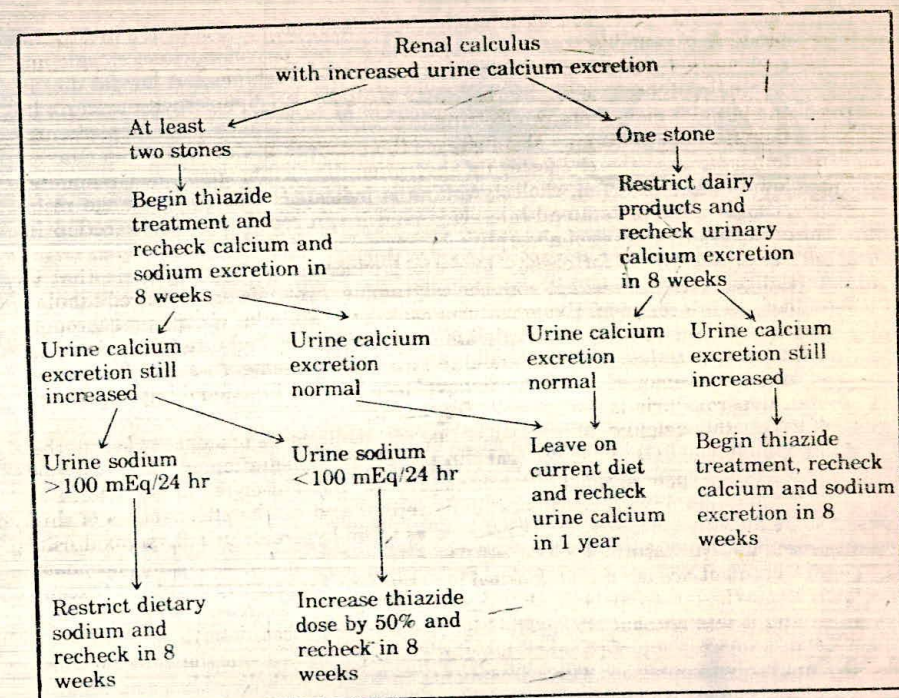 Renal calculus
with increased urine calcium excretion
At least
two stones
One stone
Begin thiazide
treatment and
recheck calcium and
sodium excretion in
8 weeks
Restrict dairy
products and
recheck urinary
calcium excretion
in 8 weeks
Urine calcium
excretion still
increased
Urine calcium
excretion
normal
Urine calcium
excretion
normal
Urine calcium
excretion still
increased
Urine sodium
>100 mEq/24 hr
Urine sodium
<100 mEq/24 hr
Leave on
current diet
and recheck
urine calcium
in 1 year
Begin thiazide
treatment, recheck
calcium and sodium
excretion in 8
weeks
Restrict dietary
sodium and
recheck in 8
weeks
Increase thiazide
dose by 50% and
recheck in 8
weeks